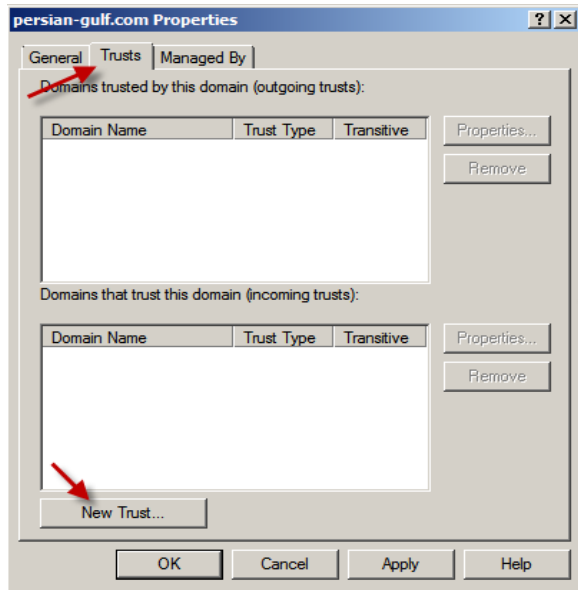 persian-gulf.com Properties
General Trusts Managed By
Domains trusted by this domain (outgoing trusts):
Domain Name Trust Type Transitive Properties...
Remove
Domains that trust this domain (incoming trusts):
Domain Name Trust Type Transitive Properties...
Remove
New Trust...
OK Cancel Apply Help